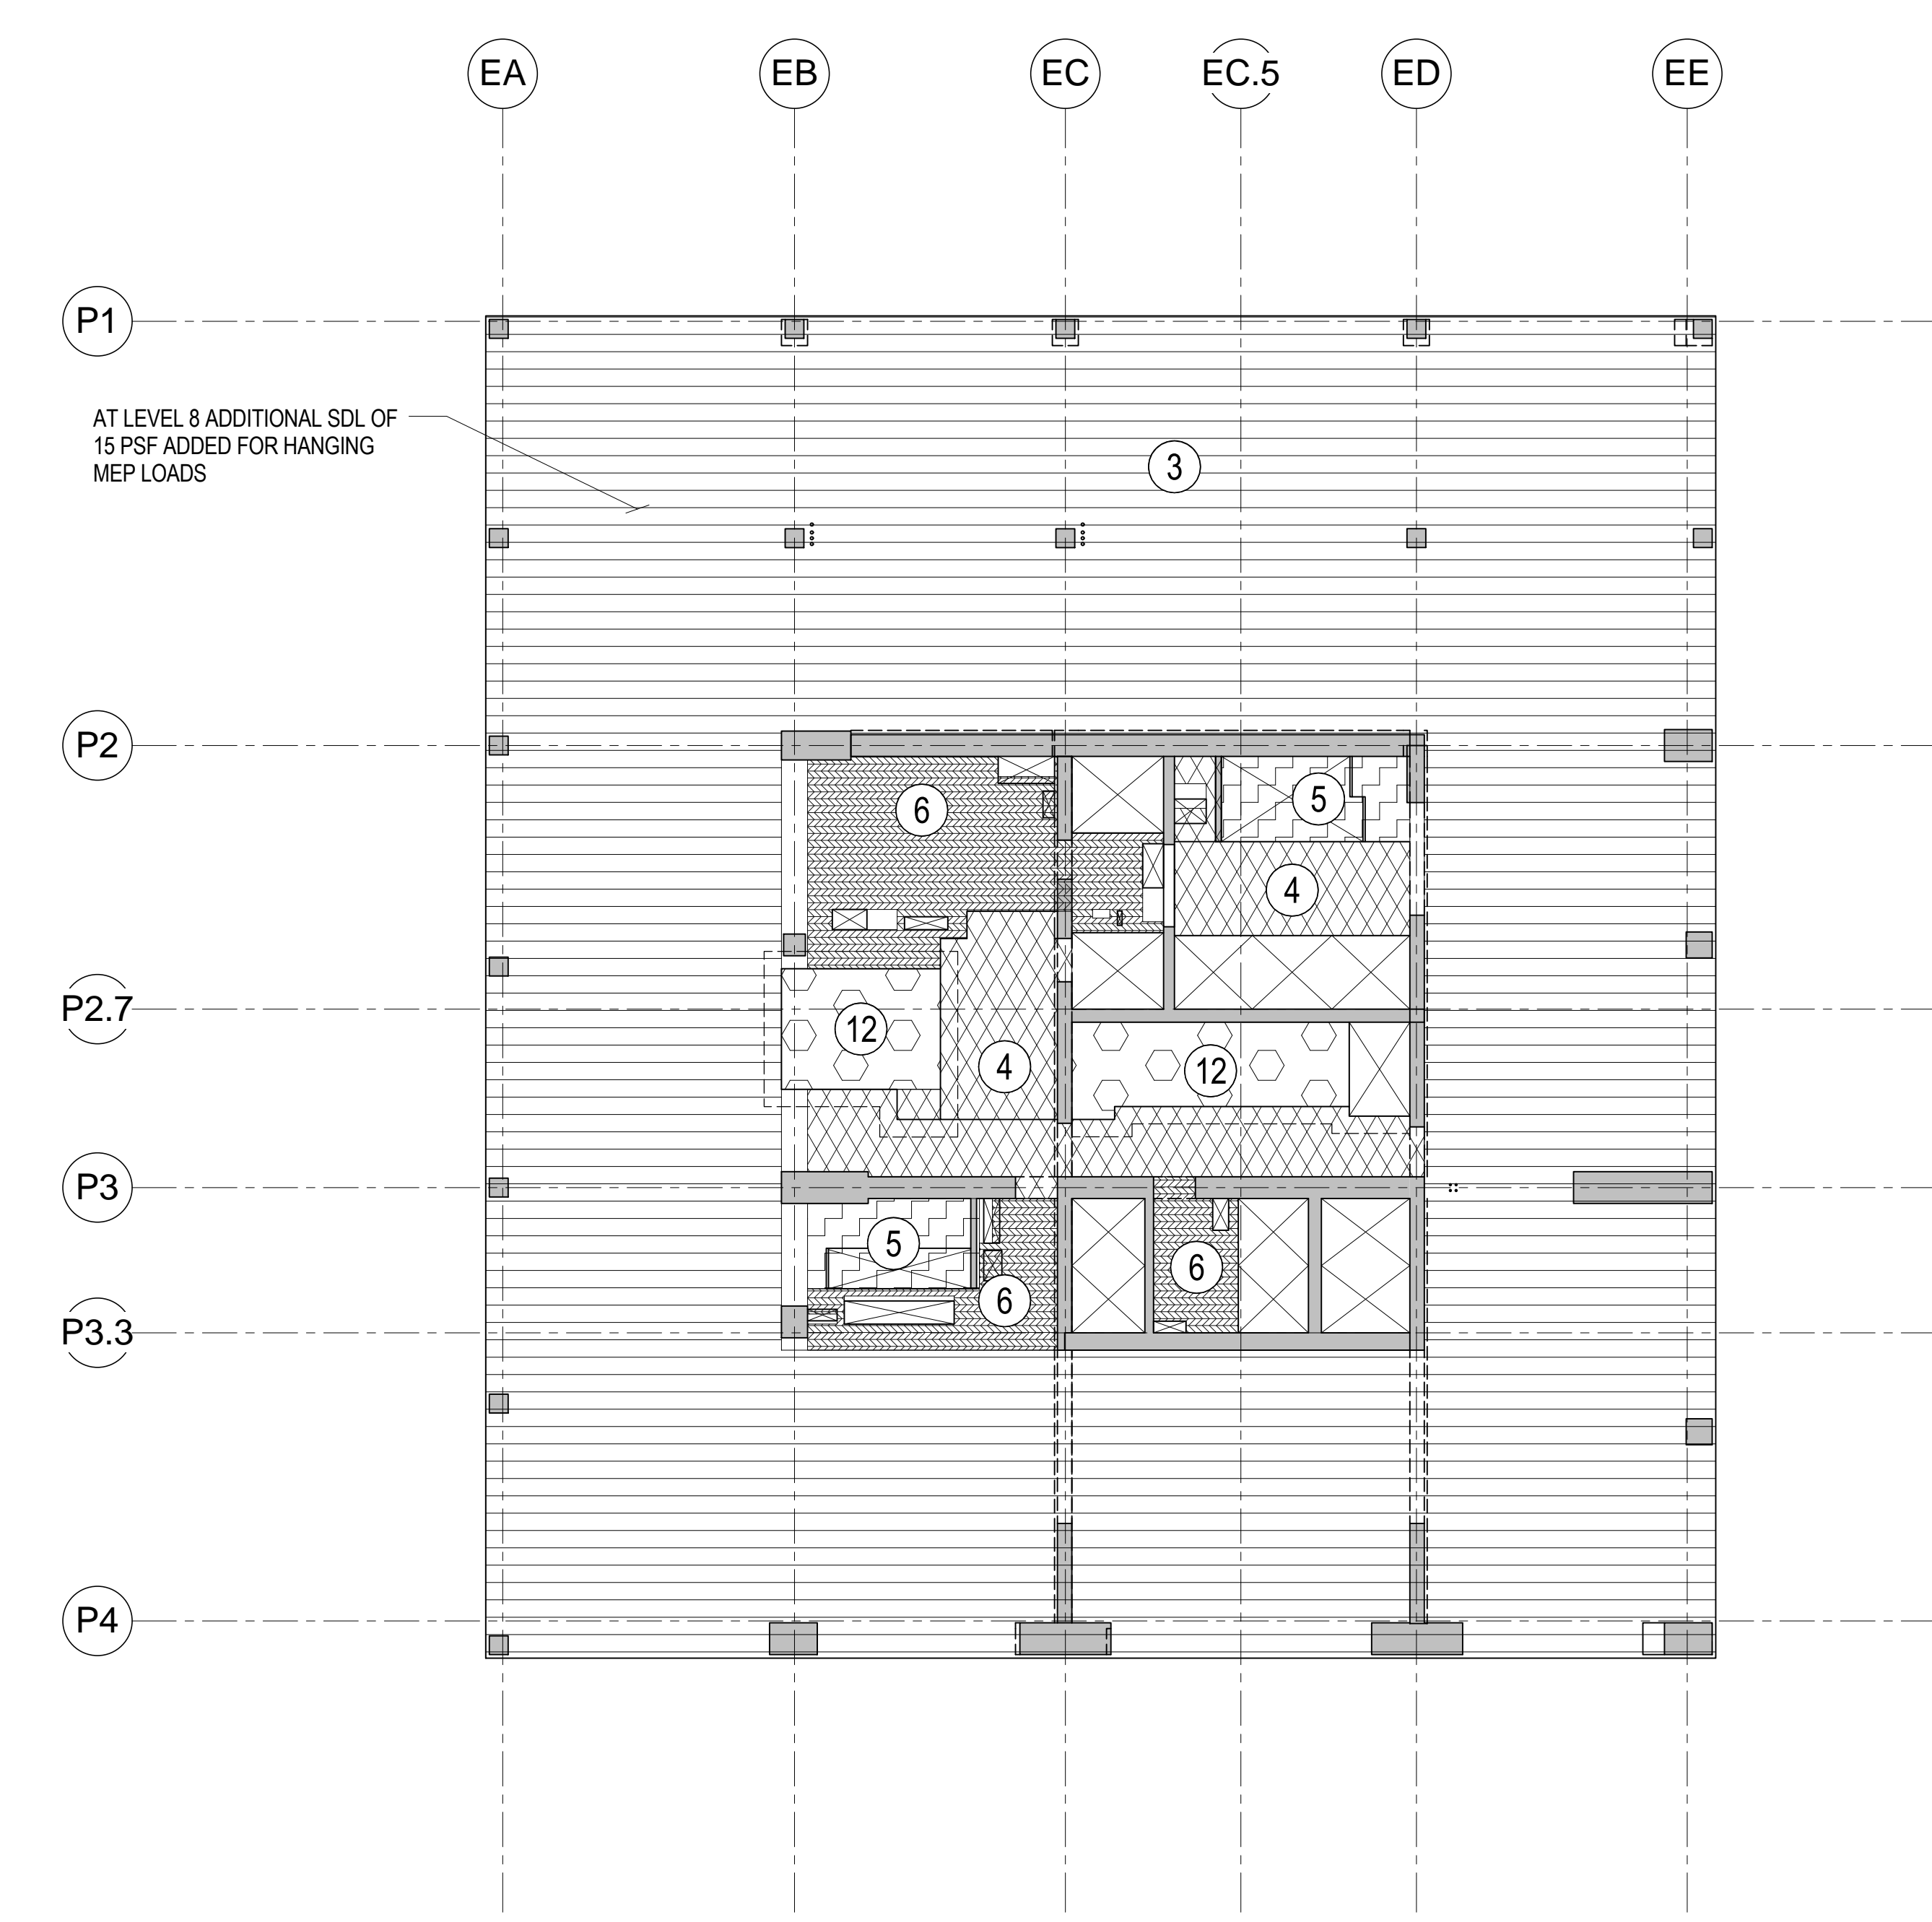 EA
EB
EC
EC.5
ED
EE
P1
AT LEVEL 8 ADDITIONAL SDL OF
15 PSF ADDED FOR HANGING
MEP LOADS
3
P2
6
5
4
P2.7
12
4
12
P3
5
6
6
P3.3
P4